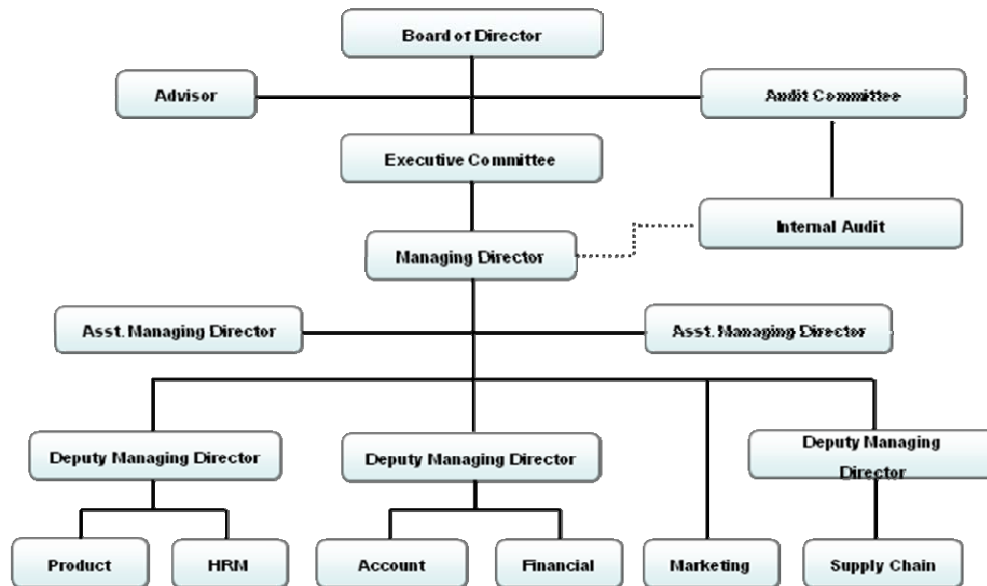 Board of Director
Advisor
Audit Committee
Executive Committee
Internal Audit
Managing Director
Asst. Managing Director
Asst. Managing Director
Deputy Managing Director
Deputy Managing Director
Deputy Managing
Director
Product
HRM
Account
Financial
Marketing
Supply Chain